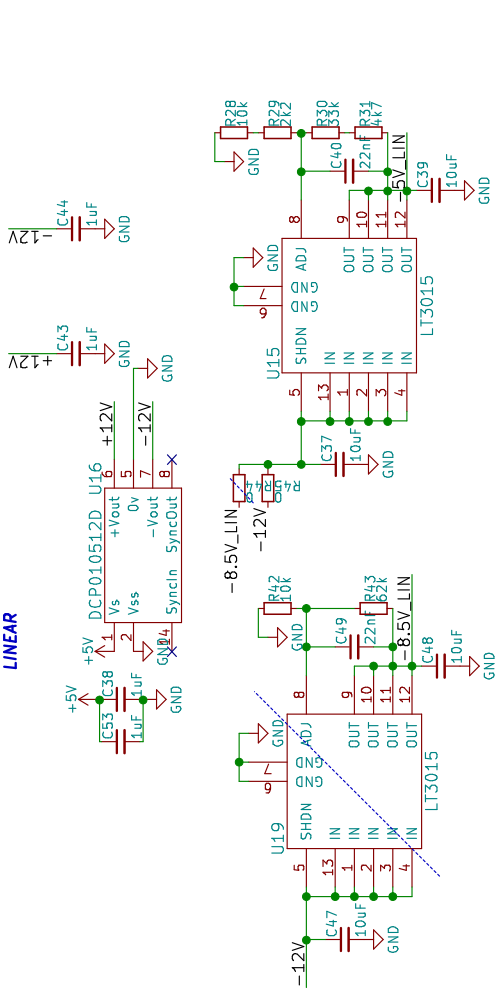 R28
10k
R29
2k2
R30
33k
R31
4k7
GND
C40
22nF
-5V_LIN
C39
10uF
GND
8
9
10
11
12
GND
ADJ
OUT
OUT
OUT
OUT
7
GND
6
GND
LT3015
SHDN
IN
IN
IN
IN
IN
U15
5
13
1
2
3
4
C37
10uF
GND
R44
0
R45
-8.5V_LIN
-12V
C44
1uF
GND
-12V
C43
1uF
GND
+12V
GND
+12V
-12V
U16
6
5
7
8
DCP010512D
+Vout
0v
-Vout
SyncOut
Vs
Vss
SyncIn
1
2
14
+5V
GND
LINEAR
+5V
C38
1uF
C53
1uF
GND
R42
10k
R43
62k
GND
C49
22nF
-8.5V_LIN
C48
10uF
GND
8
9
10
11
12
GND
ADJ
OUT
OUT
OUT
OUT
7
GND
6
GND
LT3015
SHDN
IN
IN
IN
IN
IN
U19
5
13
1
2
3
4
C47
10uF
GND
-12V